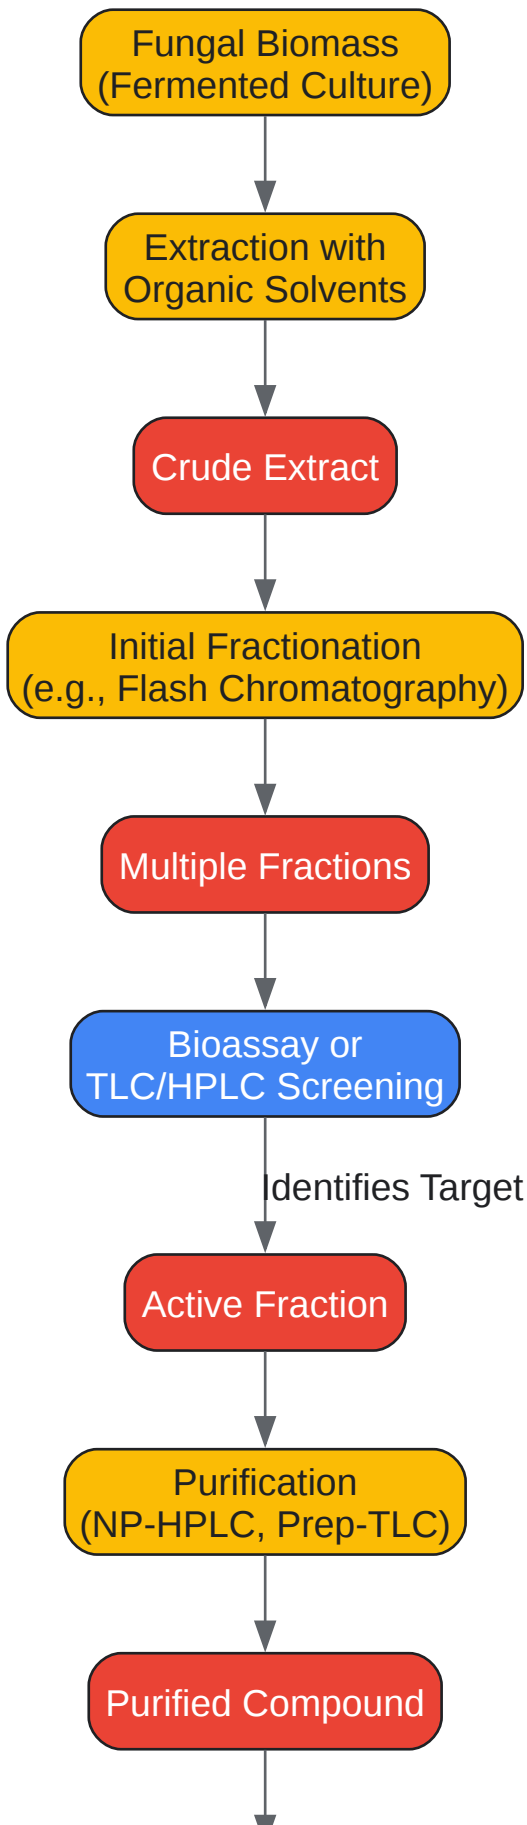 Fungal Biomass
(Fermented Culture)
Extraction with
Organic Solvents
Crude Extract
Initial Fractionation
(e.g., Flash Chromatography)
Multiple Fractions
Bioassay or
TLC/HPLC Screening
Identifies Target
Active Fraction
Purification
(NP-HPLC, Prep-TLC)
Purified Compound